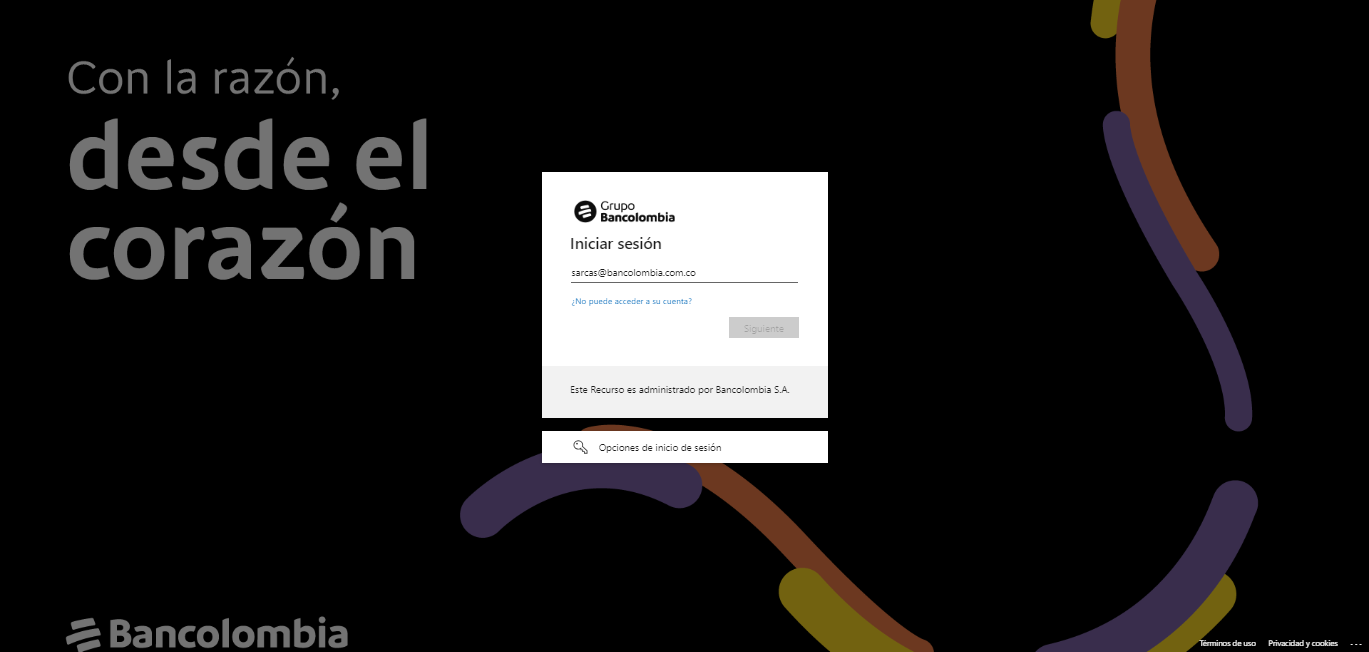 Con la razón,
desde el
corazón
Grupo
Bancolombia
Iniciar sesión
sarcas@bancolombia.com.co
¿No puede acceder a su cuenta?
Siguiente
Este Recurso es administrado por Bancolombia S.A.
Opciones de inicio de sesión
Bancolombia
Términos de uso Privacidad y cookies ...